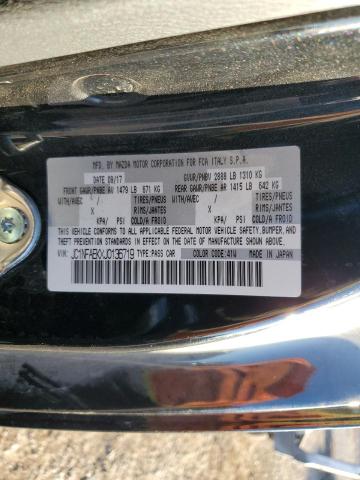 MFD. BY MAZDA MOTOR CORPORATION FOR FCA ITALY S.P.A.
DATE 09/17 GVWR/PNBV 2888 LB 1310 KG
FRONT GAWR/PNBE AV 1479 LB 671 KG REAR GAWR/PNBE AR 1415 LB 642 KG
WITH/AVEC TIRES/PNEUS WITH/AVEC TIRES/PNEUS
X RIMS/JANTES X RIMS/JANTES
KPA/ PSI COLD/A FROID KPA/ PSI COLD/A FROID
THIS VEHICLE CONFORMS TO ALL APPLICABLE FEDERAL MOTOR VEHICLE SAFETY, BUMPER, AND
THEFT PREVENTION STANDARDS IN EFFECT ON THE DATE OF MANUFACTURE SHOWN ABOVE.
VIN: JC1NFAEKXJ0135719 TYPE: PASS CAR COLOR CODE: 41W MADE IN JAPAN